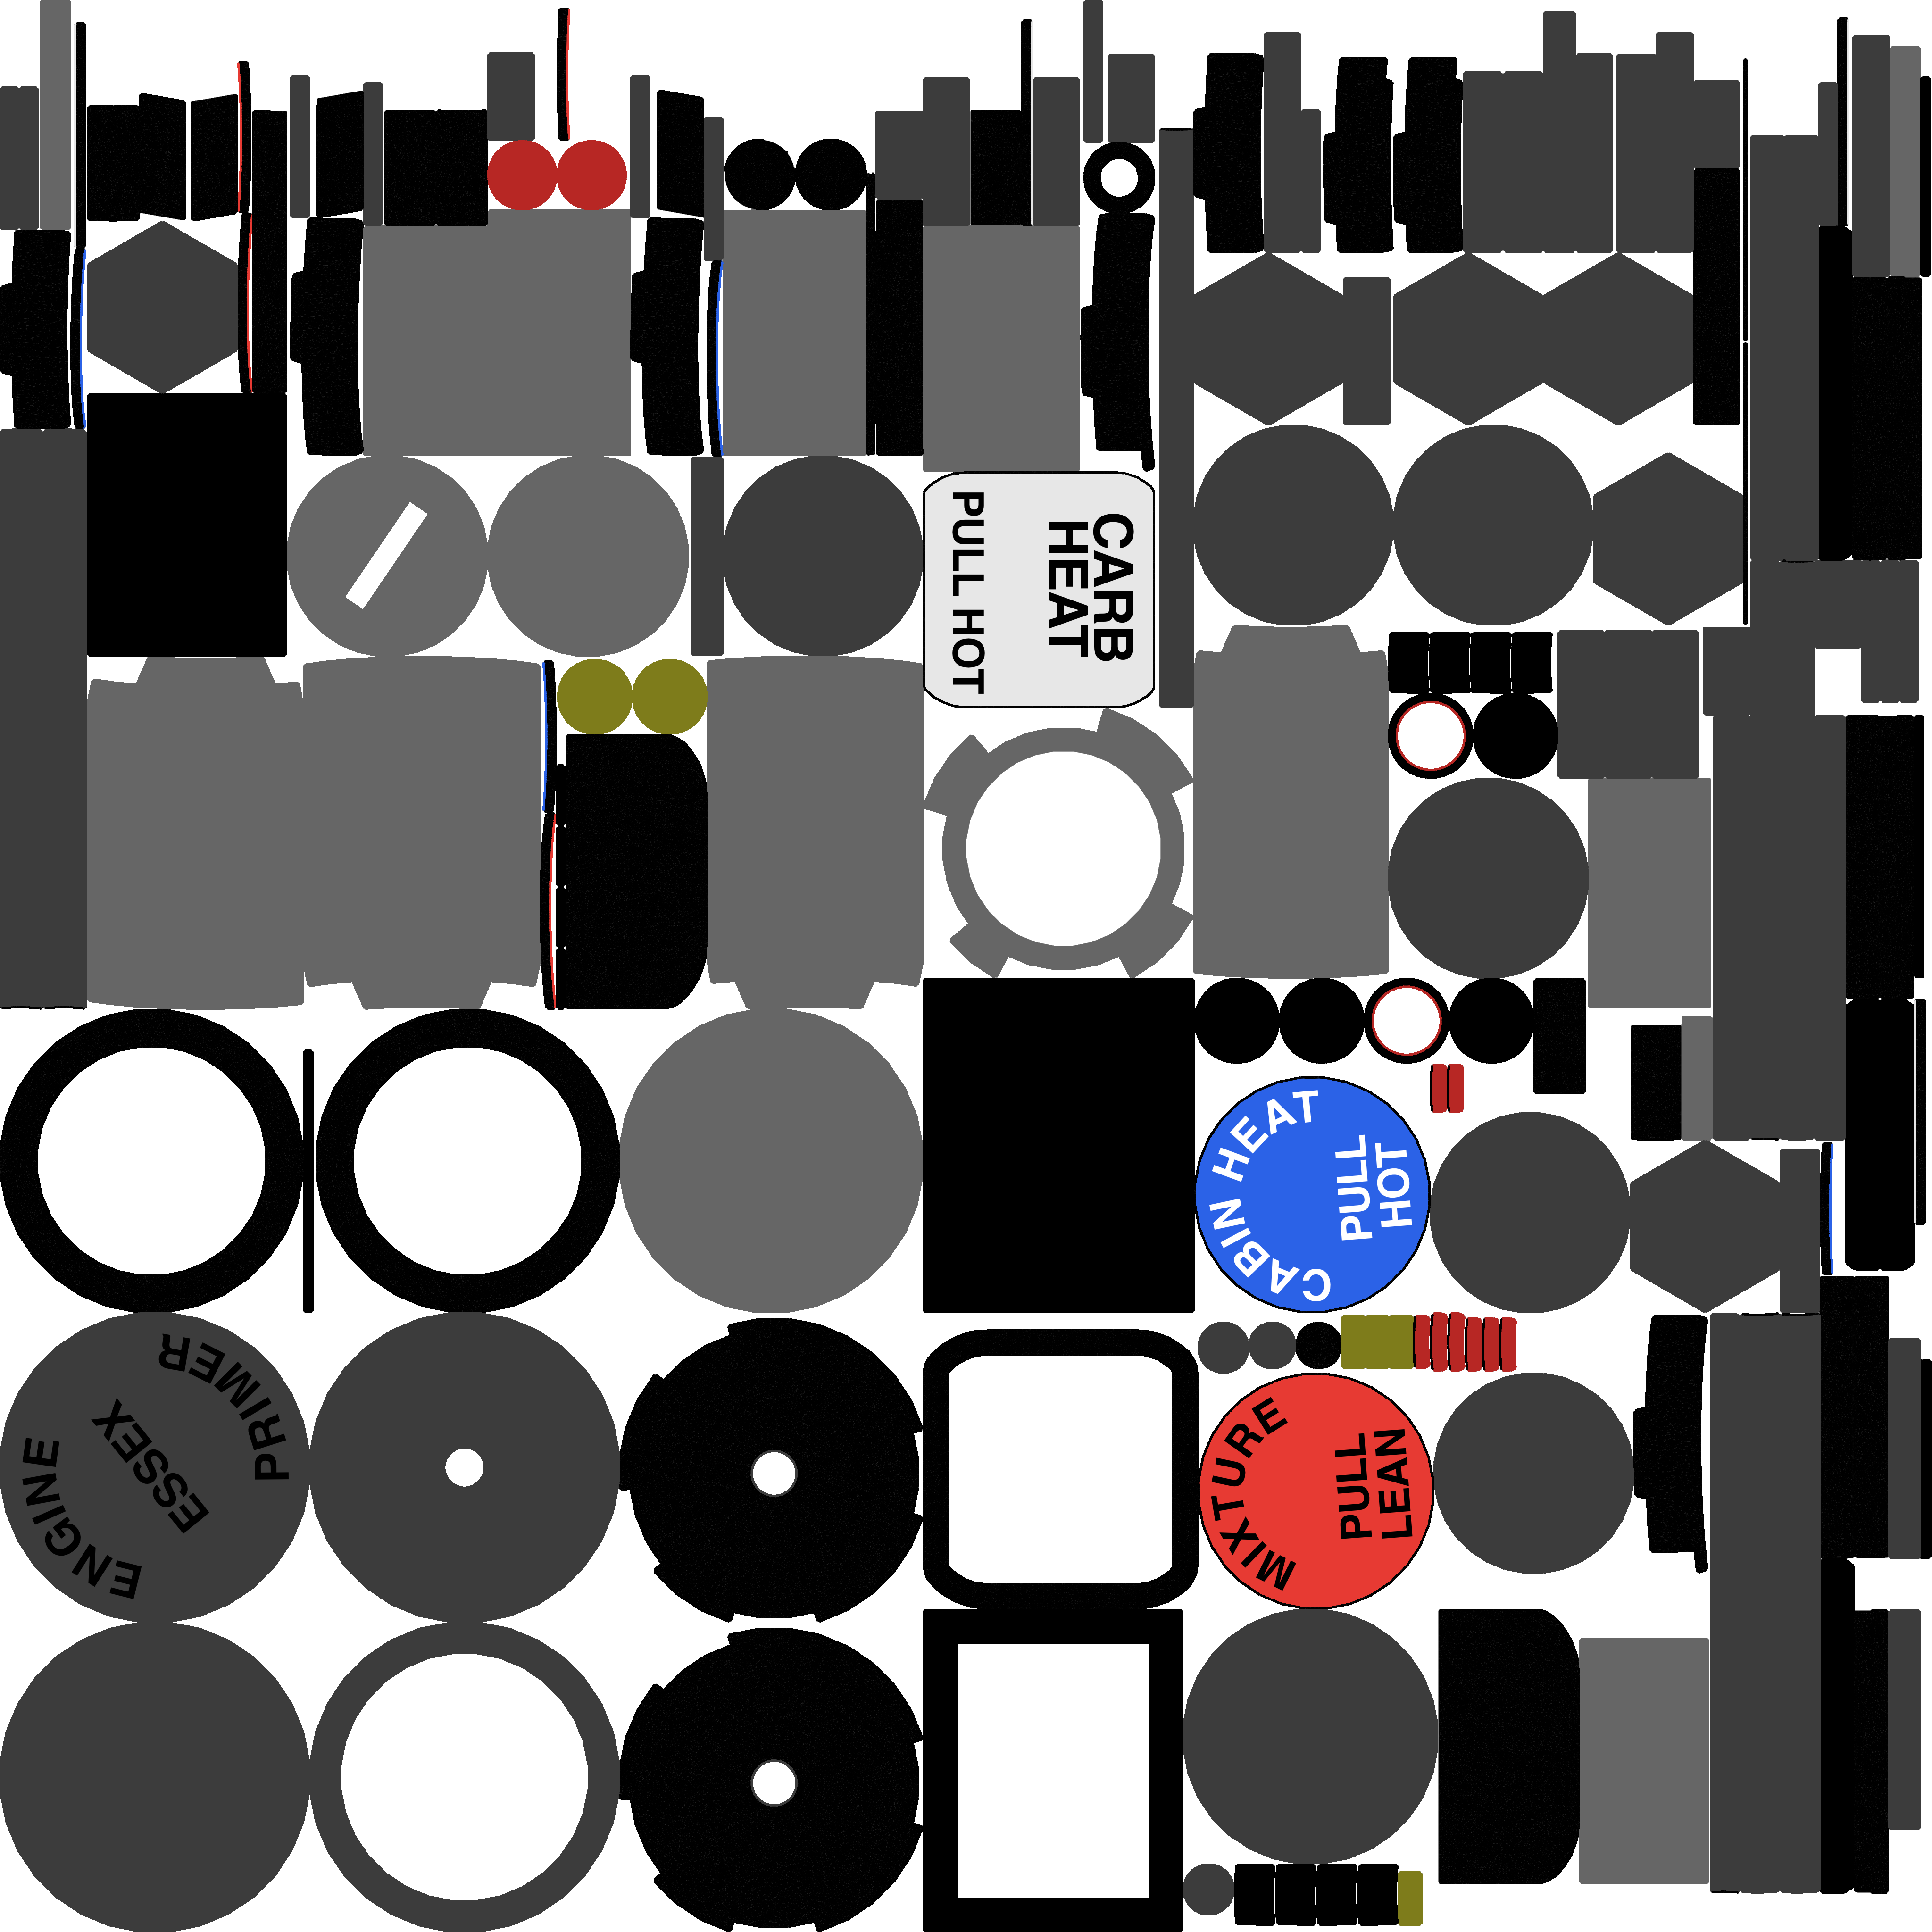 CARB
HEAT
PULL HOT
CABIN HEAT
PULL
HOT
ENGINE
PRIMER
ESSEX
MIXTURE
PULL
LEAN